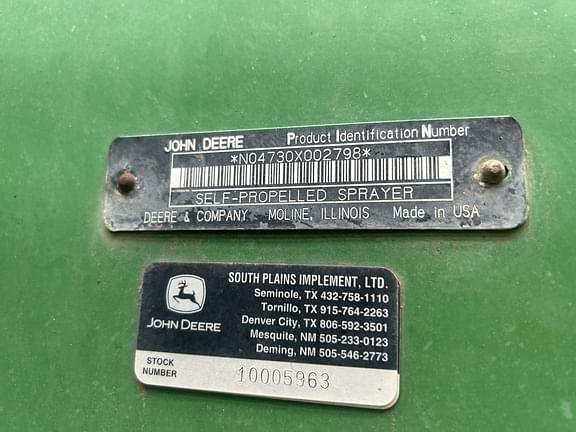 JOHN DEERE Product Identification Number
*N04730X002798*
SELF-PROPELLED SPRAYER
DEERE & COMPANY MOLINE, ILLINOIS Made in USA
SOUTH PLAINS IMPLEMENT, LTD.
Seminole, TX 432-758-1110
Tornillo, TX 915-764-2263
Denver City, TX 806-592-3501
Mesquite, NM 505-233-0123
Deming, NM 505-546-2773
JOHN DEERE
STOCK
NUMBER
10005963